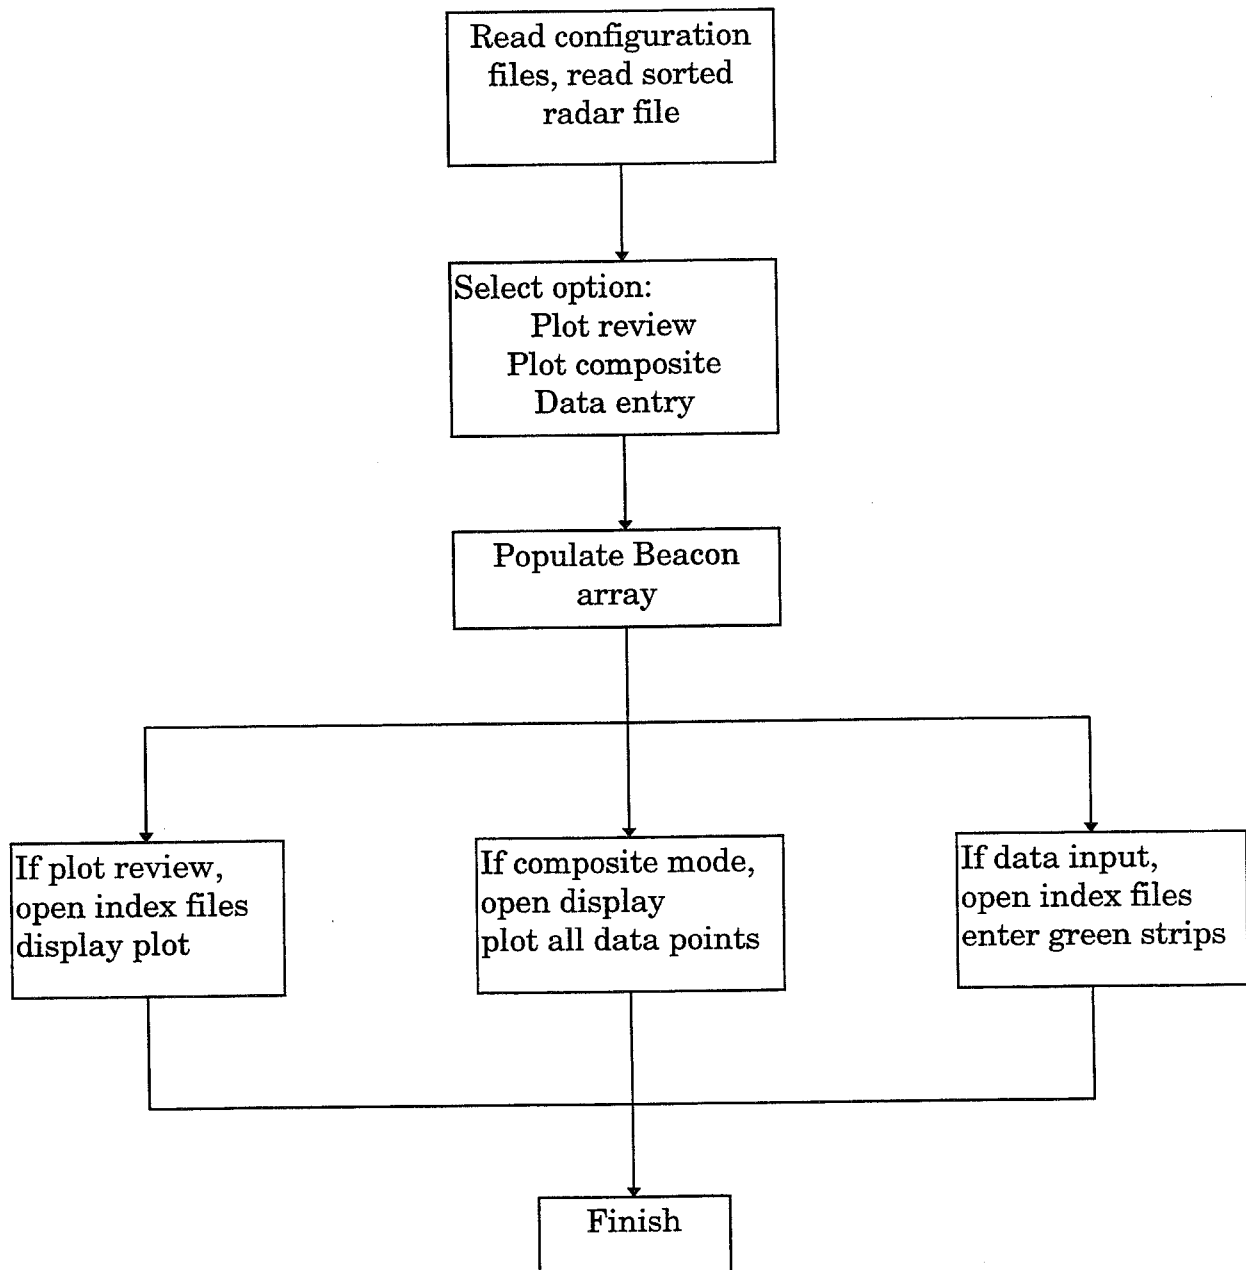 Read configuration
files, read sorted
radar file
Select option:
Plot review
Plot composite
Data entry
Populate Beacon
array
If plot review,
open index files
display plot
If composite mode,
open display
plot all data points
If data input,
open index files
enter green strips
Finish